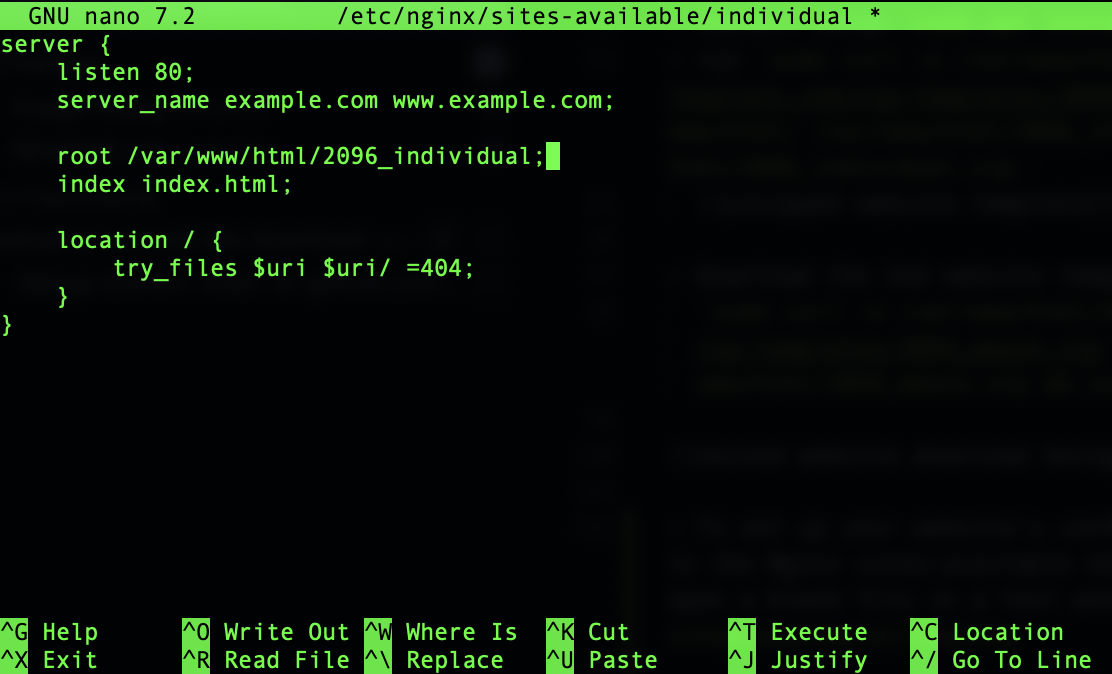 GNU nano 7.2 /etc/nginx/sites-available/individual *
server {
    listen 80;
    server_name example.com www.example.com;

    root /var/www/html/2096_individual;
    index index.html;

    location / {
        try_files $uri $uri/ =404;
    }
}
^G Help ^O Write Out ^W Where Is ^K Cut ^T Execute ^C Location
^X Exit ^R Read File ^\ Replace ^U Paste ^J Justify ^/ Go To Line